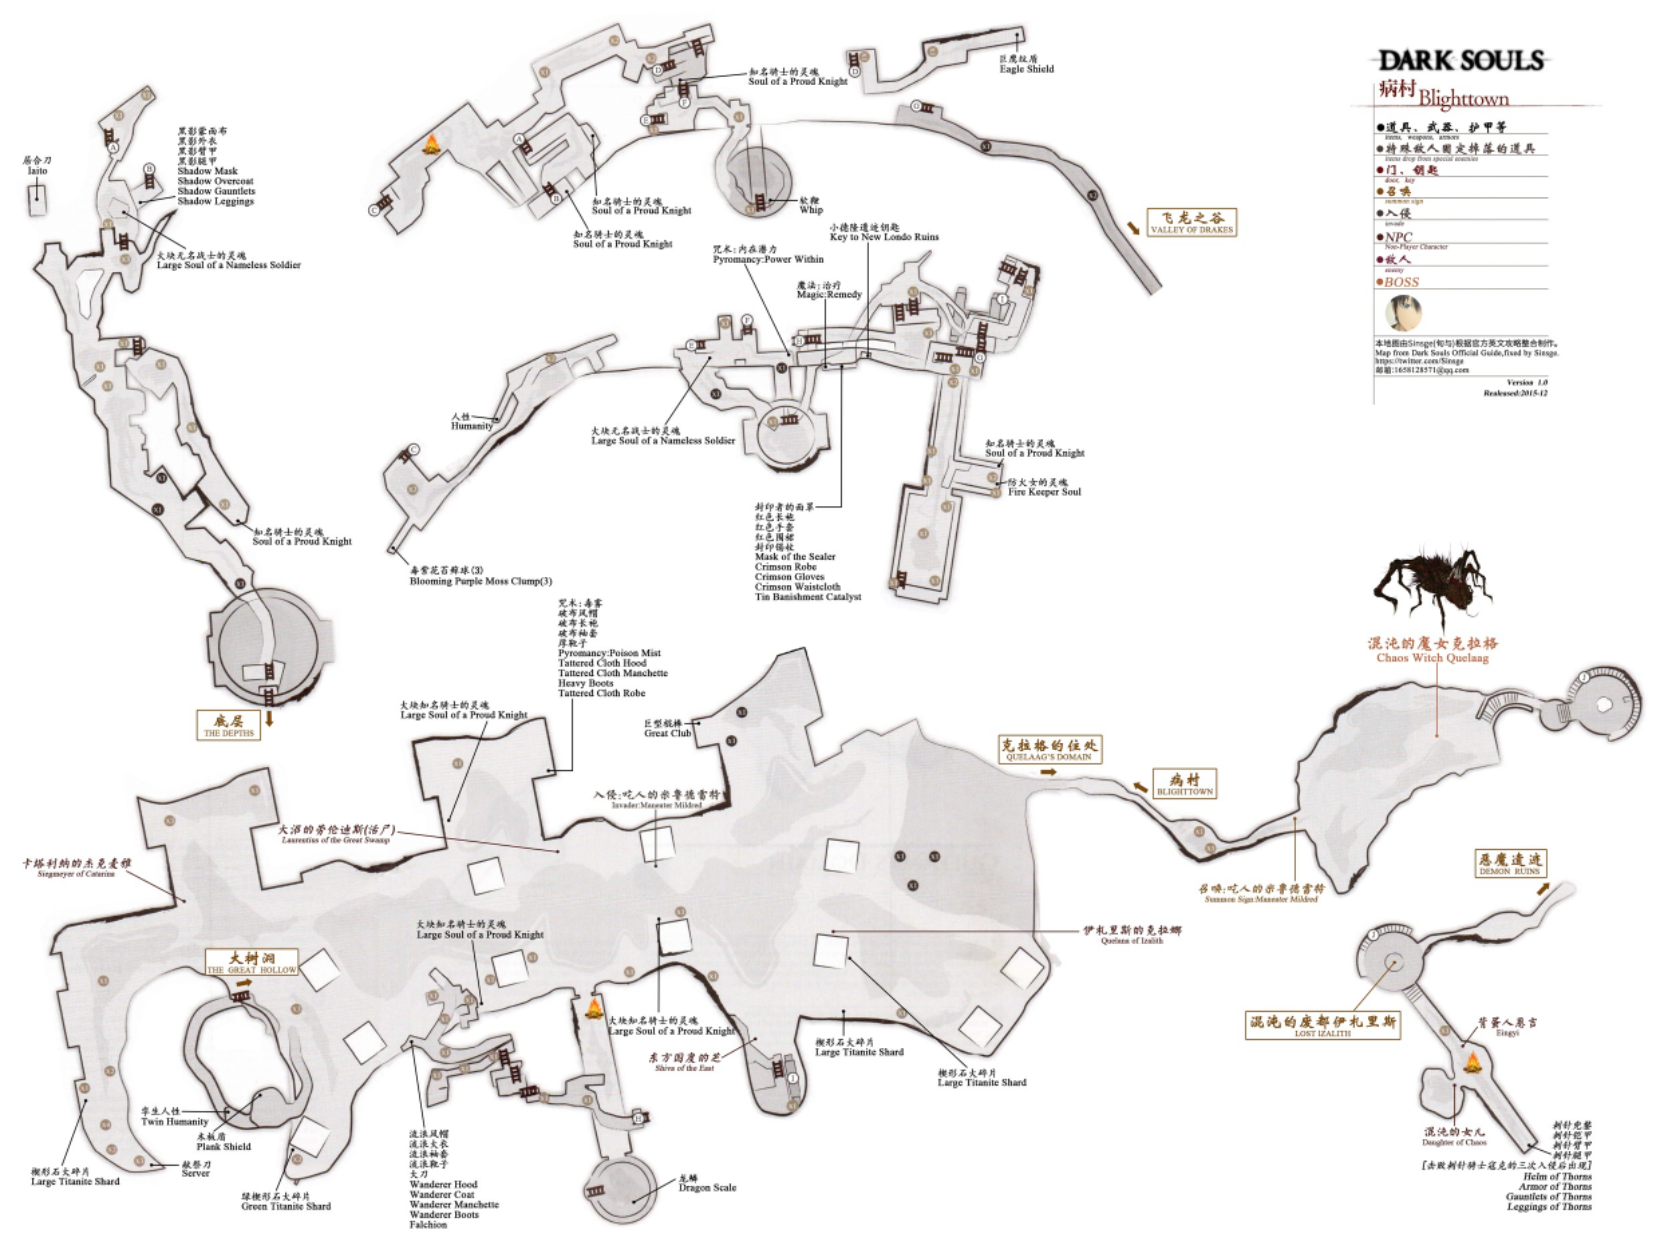 DARK SOULS
病村 Blighttown
●道具、武器、护甲等
items, weapons, armors
●特殊敌人固定掉落的道具
items drop from special enemies
●门、钥匙
door, key
●召唤
summon sign
●入侵
invade
●NPC
Non-Player Character
●敌人
enemy
●BOSS
本地图由Sinsge(句与)根据官方英文攻略整合制作。
Map from Dark Souls Official Guide,fixed by Sinsge.
https://twitter.com/Sinsge
邮箱:1658128571@qq.com
Version 1.0
Realeased:2015-12
居合刀
Iaito
黑影蒙面布
黑影外衣
黑影臂甲
黑影腿甲
Shadow Mask
Shadow Overcoat
Shadow Gauntlets
Shadow Leggings
大块无名战士的灵魂
Large Soul of a Nameless Soldier
知名骑士的灵魂
Soul of a Proud Knight
底层
THE DEPTHS
知名骑士的灵魂
Soul of a Proud Knight
巨鹰纹盾
Eagle Shield
知名骑士的灵魂
Soul of a Proud Knight
知名骑士的灵魂
Soul of a Proud Knight
软鞭
Whip
飞龙之谷
VALLEY OF DRAKES
小隆德遗迹钥匙
Key to New Londo Ruins
咒术:内在潜力
Pyromancy:Power Within
魔法:治疗
Magic:Remedy
人性
Humanity
大块无名战士的灵魂
Large Soul of a Nameless Soldier
毒紫花苔藓球(3)
Blooming Purple Moss Clump(3)
封印者的面罩
红色长袍
红色手套
红色围裙
封印锡杖
Mask of the Sealer
Crimson Robe
Crimson Gloves
Crimson Waistcloth
Tin Banishment Catalyst
知名骑士的灵魂
Soul of a Proud Knight
防火女的灵魂
Fire Keeper Soul
咒术:毒雾
破布风帽
破布长袍
破布袖套
厚靴子
Pyromancy:Poison Mist
Tattered Cloth Hood
Tattered Cloth Manchette
Heavy Boots
Tattered Cloth Robe
大块知名骑士的灵魂
Large Soul of a Proud Knight
巨型棍棒
Great Club
入侵:吃人的米鲁德雷特
Invader:Maneater Mildred
大沼的劳伦迪斯(活尸)
Laurentius of the Great Swamp
卡塔利纳的杰克麦雅
Siegmeyer of Catarina
克拉格的住处
QUELAAG'S DOMAIN
病村
BLIGHTTOWN
混沌的魔女克拉格
Chaos Witch Quelaag
召唤:吃人的米鲁德雷特
Summon Sign:Maneater Mildred
恶魔遗迹
DEMON RUINS
大块知名骑士的灵魂
Large Soul of a Proud Knight
大树洞
THE GREAT HOLLOW
伊札里斯的克拉娜
Quelana of Izalith
大块知名骑士的灵魂
Large Soul of a Proud Knight
东方国度的芝
Shiva of the East
楔形石大碎片
Large Titanite Shard
楔形石大碎片
Large Titanite Shard
混沌的废都伊札里斯
LOST IZALITH
背蛋人恩吉
Eingyi
混沌的女儿
Daughter of Chaos
刺针兜盔
刺针铠甲
刺针臂甲
刺针腿甲
[击败刺针骑士寇克的三次入侵后出现]
Helm of Thorns
Armor of Thorns
Gauntlets of Thorns
Leggings of Thorns
孪生人性
Twin Humanity
木板盾
Plank Shield
献祭刀
Server
楔形石大碎片
Large Titanite Shard
绿楔形石大碎片
Green Titanite Shard
流浪风帽
流浪大衣
流浪袖套
流浪靴子
大刀
Wanderer Hood
Wanderer Coat
Wanderer Manchette
Wanderer Boots
Falchion
龙鳞
Dragon Scale